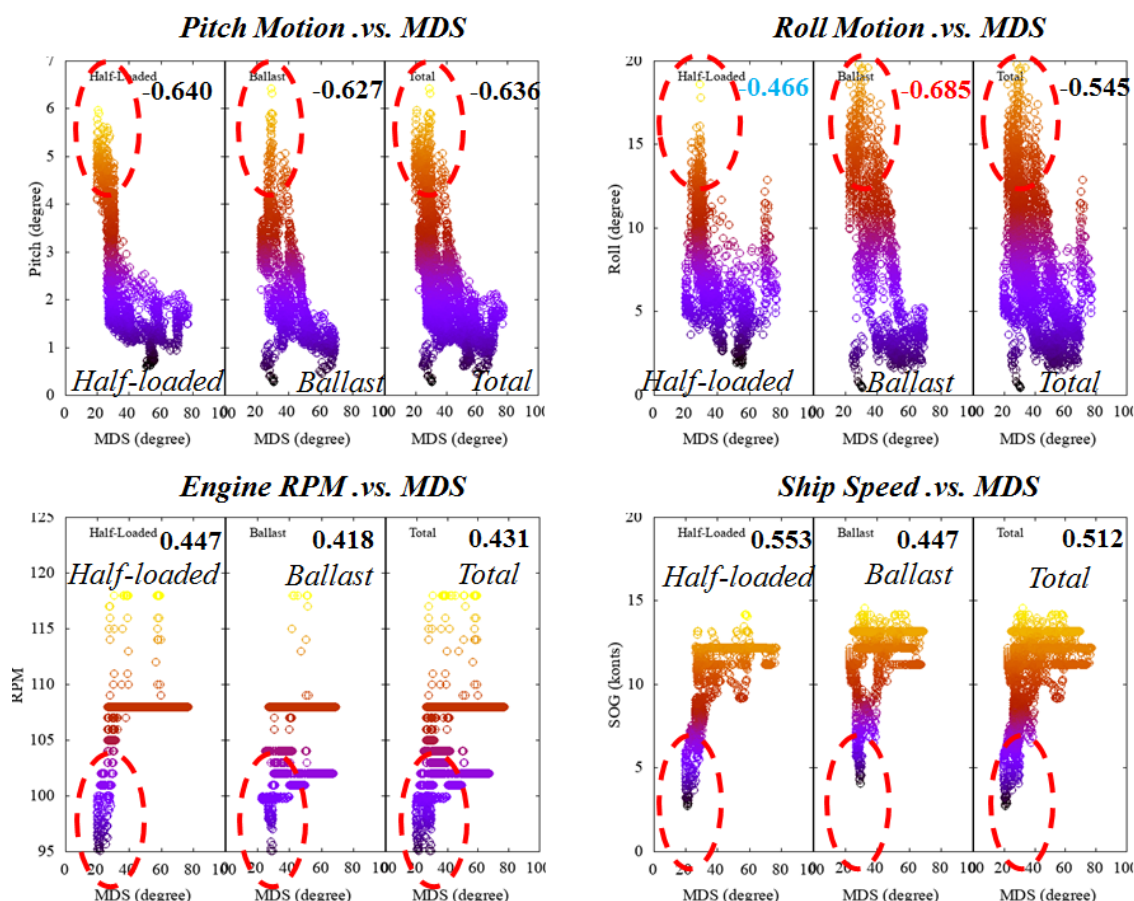 Pitch Motion .vs. MDS
Half-Loaded
-0.640
Ballast
-0.627
Total
-0.636
7
6
5
4
3
2
1
0
Pitch (degree)
Half-loaded
Ballast
Total
0 20 40 60 80 100 20 40 60 80 100 20 40 60 80 100
MDS (degree) MDS (degree) MDS (degree)
Roll Motion .vs. MDS
Half-Loaded
-0.466
Ballast
-0.685
Total
-0.545
20
15
10
5
0
Roll (degree)
Half-loaded
Ballast
Total
0 20 40 60 80 100 20 40 60 80 100 20 40 60 80 100
MDS (degree) MDS (degree) MDS (degree)
Engine RPM .vs. MDS
Half-Loaded
0.447
Ballast
0.418
Total
0.431
Half-loaded
Ballast
Total
125
120
115
110
105
100
95
RPM
0 20 40 60 80 100 20 40 60 80 100 20 40 60 80 100
MDS (degree) MDS (degree) MDS (degree)
Ship Speed .vs. MDS
Half-Loaded
0.553
Ballast
0.447
Total
0.512
Half-loaded
Ballast
Total
20
15
10
5
0
SOG (konts)
0 20 40 60 80 100 20 40 60 80 100 20 40 60 80 100
MDS (degree) MDS (degree) MDS (degree)